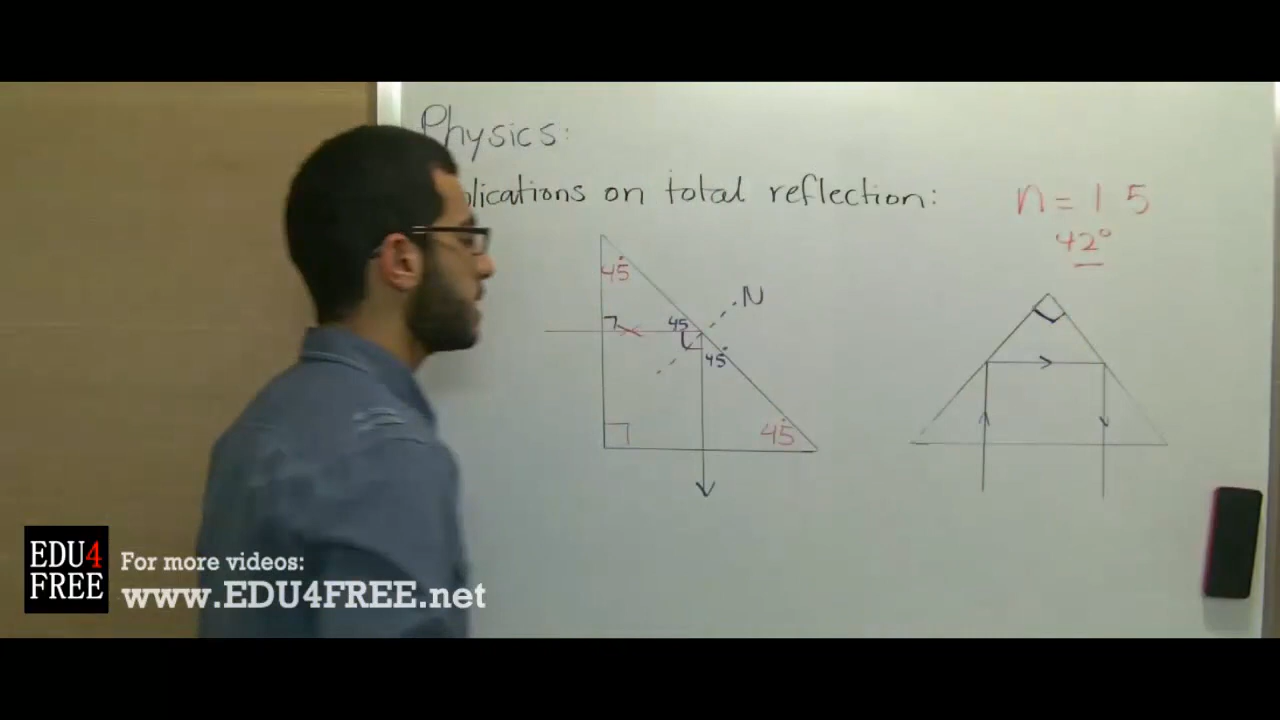 Physics:
plications on total reflection:
n = 1 5
42°
45
N
45
45
45
EDU4
FREE
For more videos:
www.EDU4FREE.net